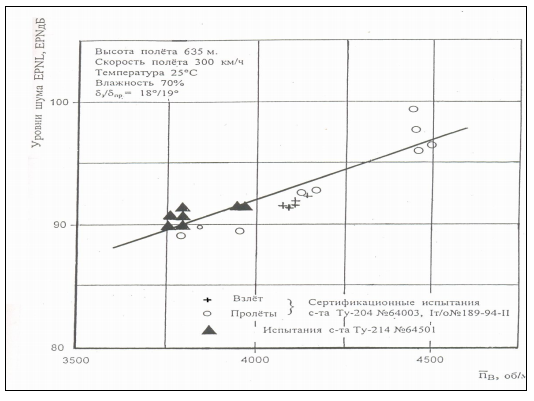 Уровни шума EPNL, EPNдБ
Высота полёта 635 м.
Скорость полёта 300 км/ч
Температура 25°С
Влажность 70%
δз/δпр.= 18°/19°
100
90
80
Взлёт
Пролёты
Сертификационные испытания
с-та Ту-204 №64003, Iт/о№189-94-II
Испытания с-та Ту-214 №64501
3500
4000
4500
n̅в, об/м